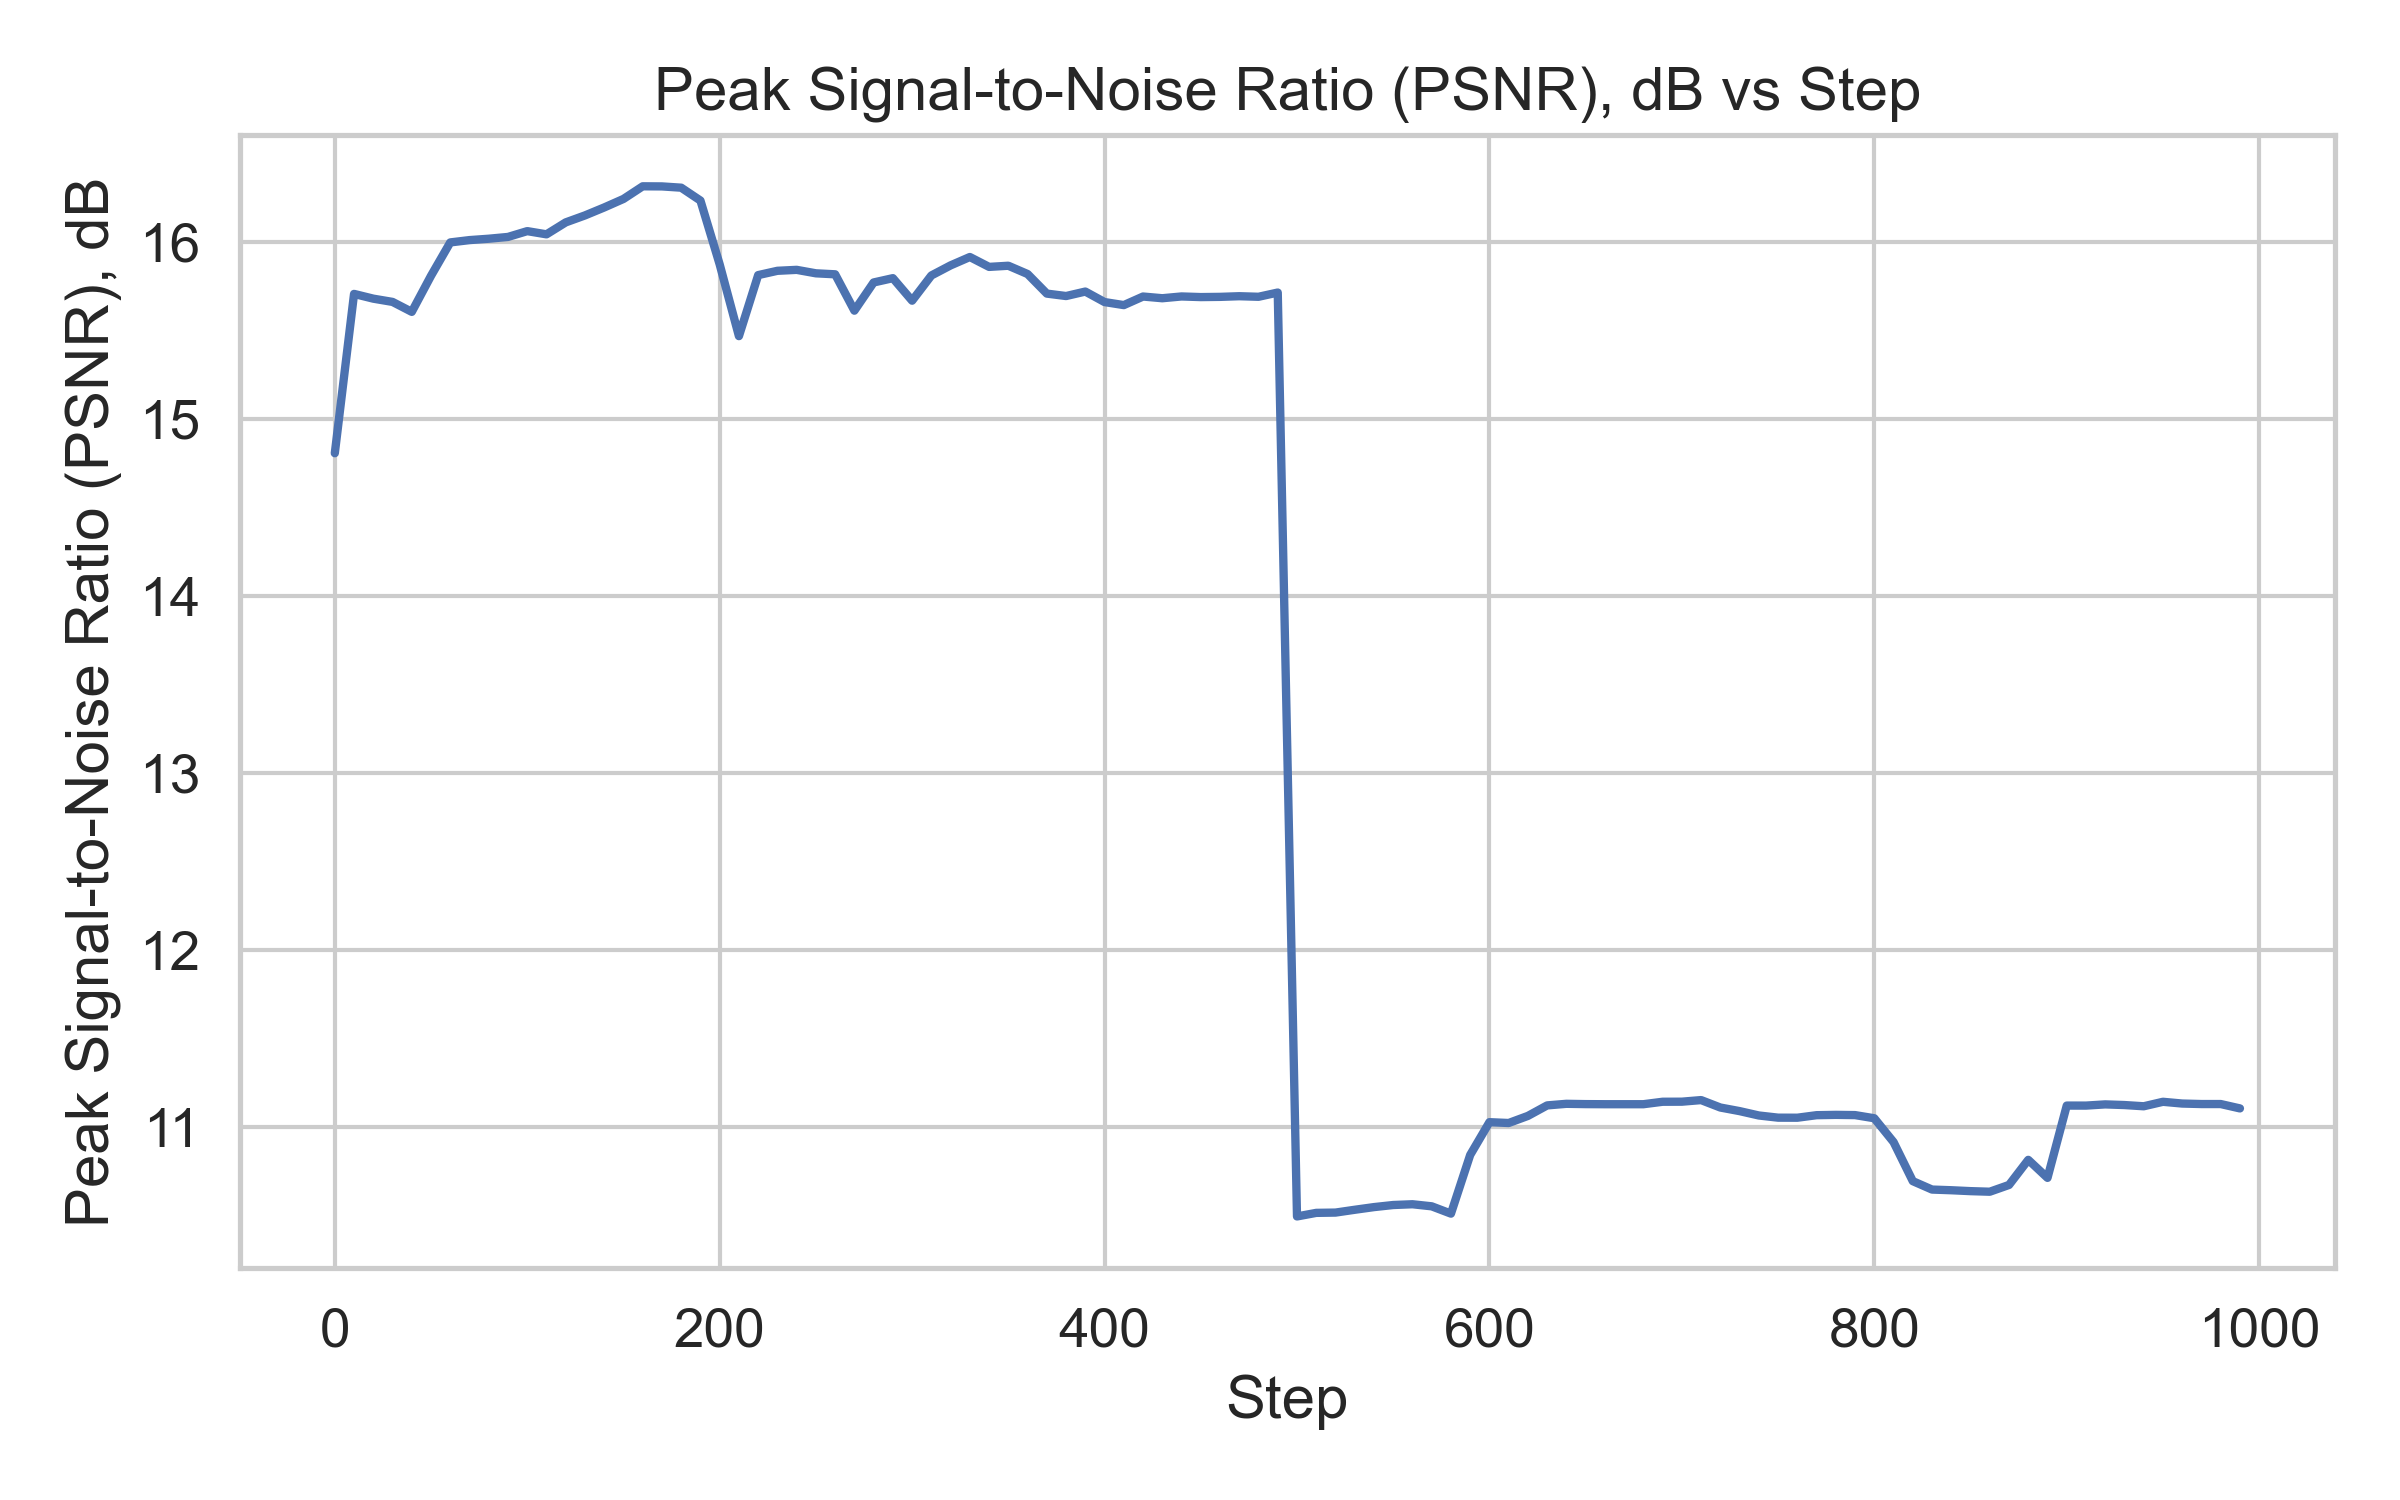 Peak Signal-to-Noise Ratio (PSNR), dB vs Step
Peak Signal-to-Noise Ratio (PSNR), dB
16
15
14
13
12
11
0 200 400 600 800 1000
Step